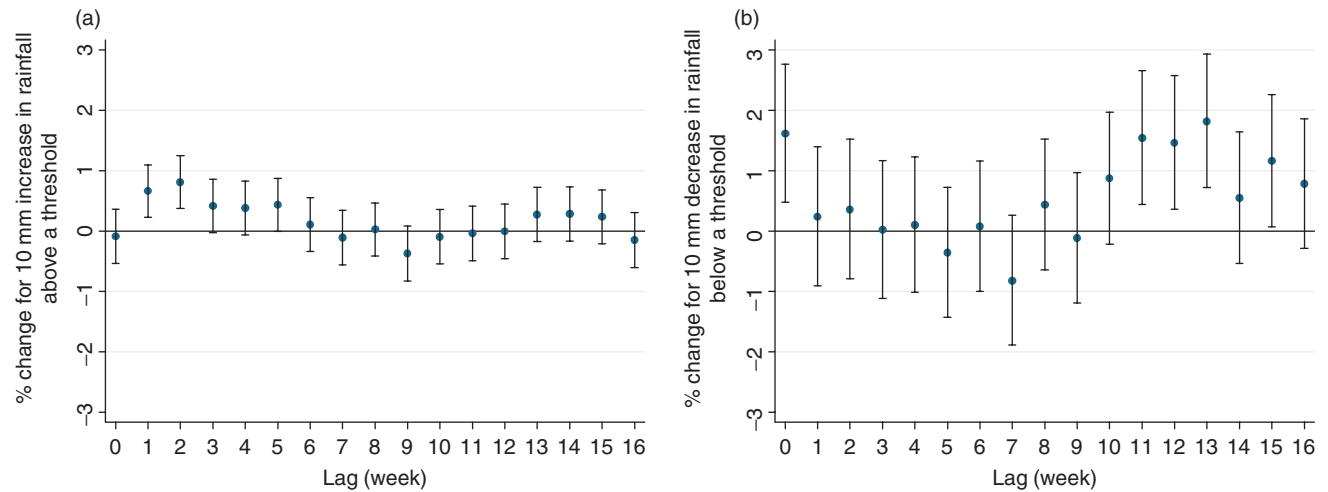 (a)
% change for 10 mm increase in rainfall
above a threshold
3
2
1
0
−1
−2
−3
0 1 2 3 4 5 6 7 8 9 10 11 12 13 14 15 16
Lag (week)
(b)
% change for 10 mm decrease in rainfall
below a threshold
3
2
1
0
−1
−2
−3
0 1 2 3 4 5 6 7 8 9 10 11 12 13 14 15 16
Lag (week)